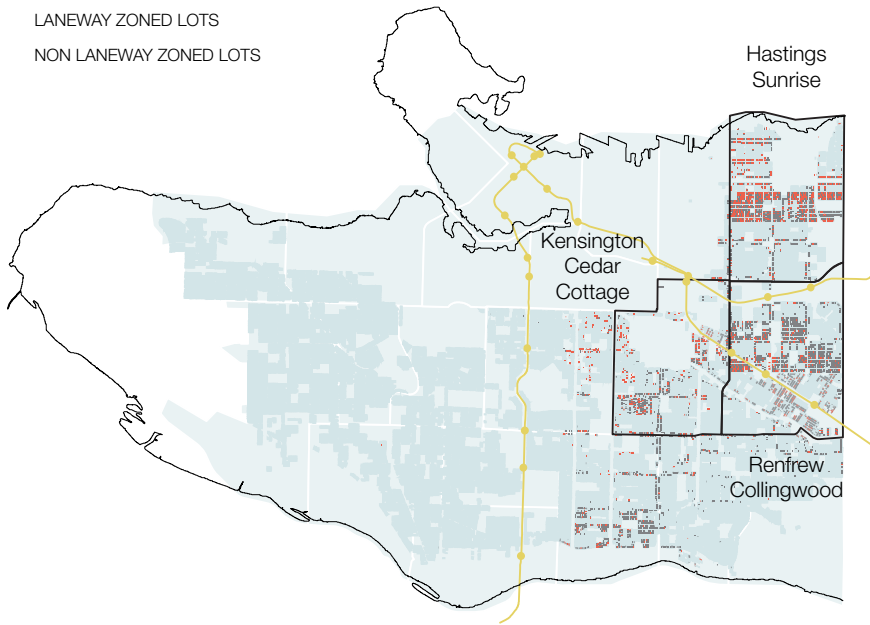 LANEWAY ZONED LOTS
NON LANEWAY ZONED LOTS
Hastings
Sunrise
Kensington
Cedar
Cottage
Renfrew
Collingwood